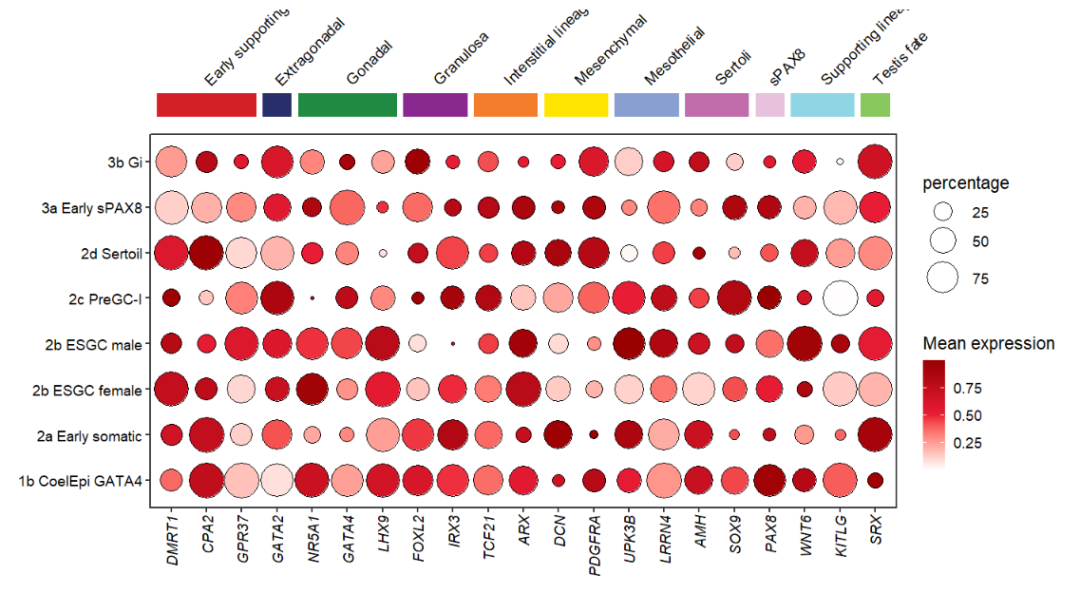 Early supporting
Extragonadal
Gonadal
Granulosa
Interstitial
Mesenchymal
Mesothelial
Sertoli
sPAX8
Supporting
Testis fate
3b Gi
3a Early sPAX8
2d Sertoil
2c PreGC-I
2b ESGC male
2b ESGC female
2a Early somatic
1b CoelEpi GATA4
DMRT1
CPA2
GPR37
GATA2
NR5A1
GATA4
LHX9
FOXL2
IRX3
TCF21
ARX
DCN
PDGFRA
UPK3B
LRRN4
AMH
SOX9
PAX8
WNT6
KITLG
SRX
percentage
25
50
75
Mean expression
0.75
0.50
0.25